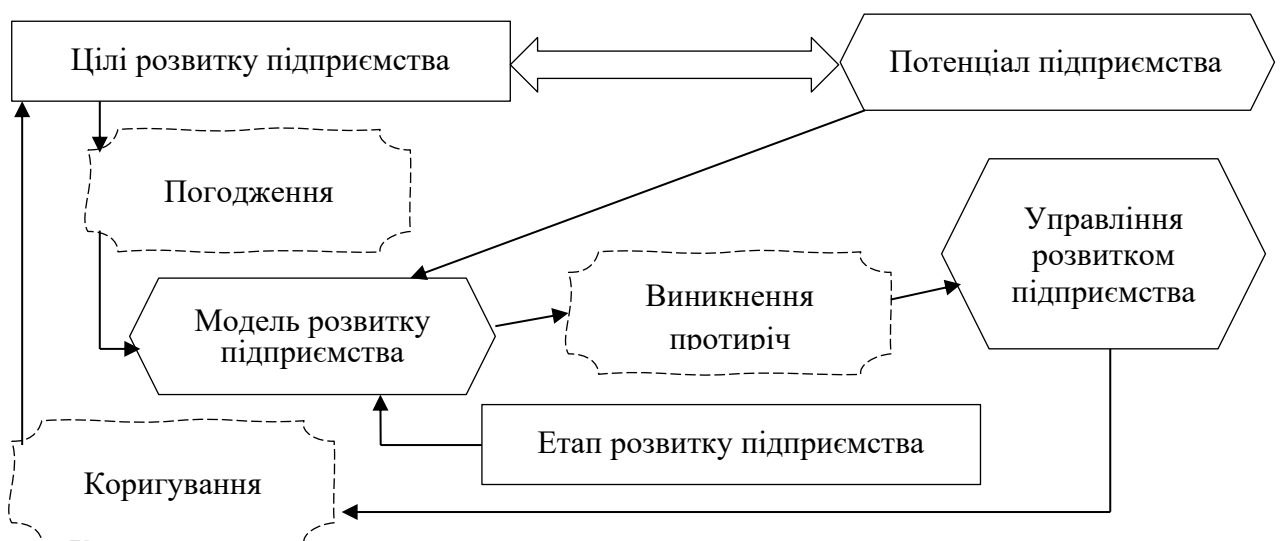 Цілі розвитку підприємства
Потенціал підприємства
Погодження
Управління
розвитком
підприємства
Виникнення
протиріч
Модель розвитку
підприємства
Етап розвитку підприємства
Коригування